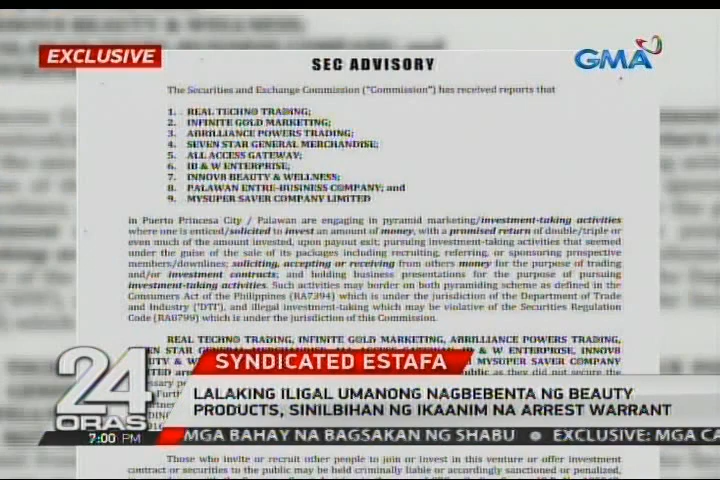 EXCLUSIVE
GMA
SEC ADVISORY
The Securities and Exchange Commission ("Commission") has received reports that
1. REAL TECHNO TRADING;
2. INFINITE GOLD MARKETING;
3. ABRILLIANCE POWERS TRADING;
4. SEVEN STAR GENERAL MERCHANDISE;
5. ALL ACCESS GATEWAY;
6. IB & W ENTERPRISE;
7. INNOV8 BEAUTY & WELLNESS;
8. PALAWAN ENTRE-BUSINESS COMPANY; and
9. MYSUPER SAVER COMPANY LIMITED
in Puerto Princesa City / Palawan are engaging in pyramid marketing/investment-taking activities
where one is enticed/solicited to invest an amount of money, with a promised return of double/triple or
even much of the amount invested, upon payout exit; pursuing investment-taking activities that seemed
under the guise of the sale of its packages including recruiting, referring, or sponsoring prospective
members/downlines; soliciting, accepting or receiving from others money for the purpose of trading
and/or investment contracts; and holding business presentations for the purpose of pursuing
investment-taking activities. Such activities may border on both pyramiding scheme as defined in the
Consumers Act of the Philippines (RA7394) which is under the jurisdiction of the Department of Trade
and Industry ("DTI"), and illegal investment-taking which may be violative of the Securities Regulation
Code (RA8799) which is under the jurisdiction of this Commission.
REAL TECHNO TRADING, INFINITE GOLD MARKETING, ABRILLIANCE POWERS TRADING,
& W ENTERPRISE, INNOV8
MYSUPER SAVER COMPANY
public as they did not secure the
SYNDICATED ESTAFA
LALAKING ILIGAL UMANONG NAGBEBENTA NG BEAUTY
PRODUCTS, SINILBIHAN NG IKAANIM NA ARREST WARRANT
24
ORAS
7:00 PM
MGA BAHAY NA BAGSAKAN NG SHABU EXCLUSIVE: MGA CA
Those who invite or recruit other people to join or invest in this venture or offer investment
contract or securities to the public may be held criminally liable or accordingly sanctioned or penalized,